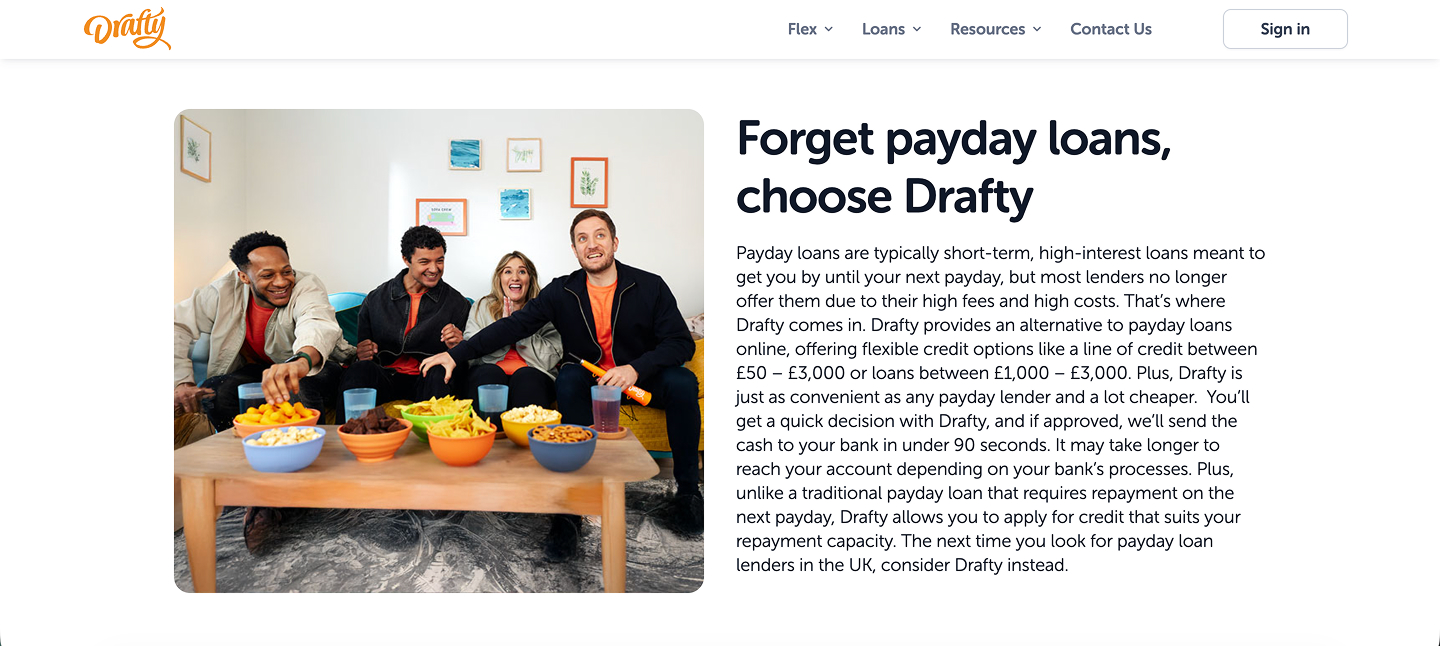 Drafty
Flex
Loans
Resources
Contact Us
Sign in
Forget payday loans,
choose Drafty
Payday loans are typically short-term, high-interest loans meant to
get you by until your next payday, but most lenders no longer
offer them due to their high fees and high costs. That’s where
Drafty comes in. Drafty provides an alternative to payday loans
online, offering flexible credit options like a line of credit between
£50 – £3,000 or loans between £1,000 – £3,000. Plus, Drafty is
just as convenient as any payday lender and a lot cheaper.  You’ll
get a quick decision with Drafty, and if approved, we’ll send the
cash to your bank in under 90 seconds. It may take longer to
reach your account depending on your bank’s processes. Plus,
unlike a traditional payday loan that requires repayment on the
next payday, Drafty allows you to apply for credit that suits your
repayment capacity. The next time you look for payday loan
lenders in the UK, consider Drafty instead.